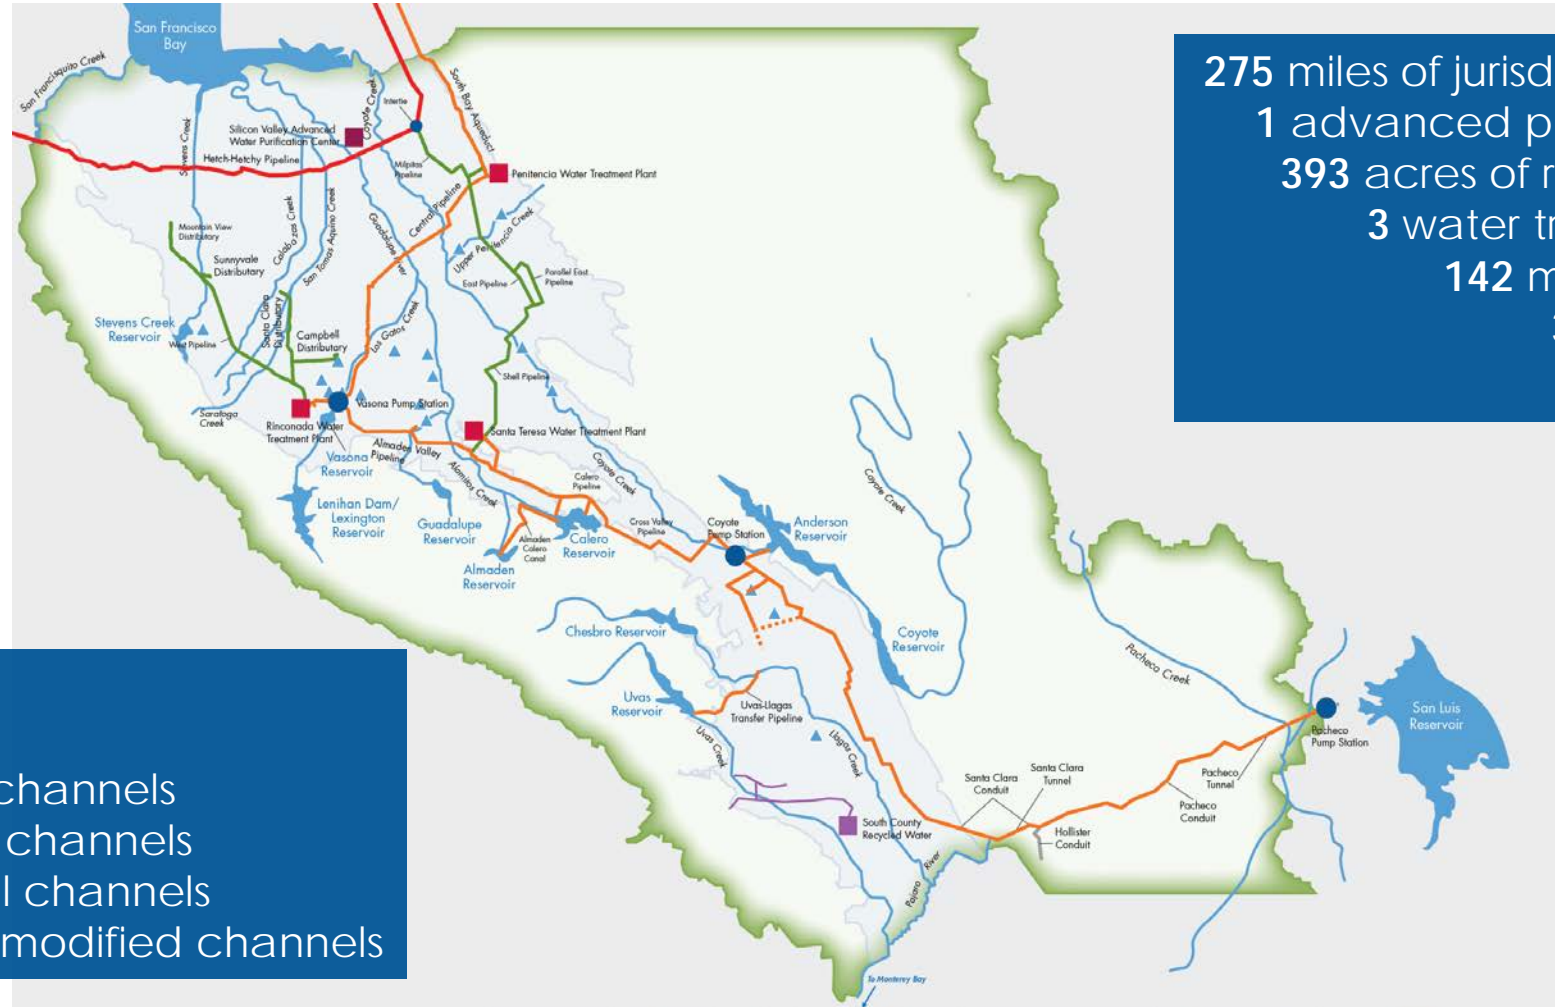 San Francisco
Bay
San Francisquito Creek
Stevens Creek
Coyote Creek
Intertie
South Bay Aqueduct
Silicon Valley Advanced
Water Purification Center
Hetch-Hetchy Pipeline
Milpitas
Pipeline
Penitencia Water Treatment Plant
Mountain View
Distributary
Sunnyvale
Distributary
Calabazas Creek
San Tomas Aquino Creek
Guadalupe River
Central Pipeline
Upper Penitencia Creek
East Pipeline
Parallel East
Pipeline
Stevens Creek
Reservoir
West Pipeline
Santa Clara
Distributary
Campbell
Distributary
Los Gatos Creek
Shell Pipeline
Saratoga
Creek
Rinconada Water
Treatment Plant
Vasona Pump Station
Santa Teresa Water Treatment Plant
Vasona
Reservoir
Almaden Valley
Pipeline
Alamitos Creek
Calero
Pipeline
Coyote Creek
Coyote Creek
Lenihan Dam/
Lexington
Reservoir
Guadalupe
Reservoir
Almaden
Calero
Canal
Calero
Reservoir
Cross Valley
Pipeline
Coyote
Pump Station
Anderson
Reservoir
Almaden
Reservoir
Chesbro Reservoir
Coyote
Reservoir
Uvas
Reservoir
Uvas-Llagas
Transfer Pipeline
Uvas Creek
Llagas Creek
Pacheco Creek
San Luis
Reservoir
Pacheco
Pump Station
Santa Clara
Conduit
Santa Clara
Tunnel
Pacheco
Tunnel
Pacheco
Conduit
Hollister
Conduit
South County
Recycled Water
Pajaro River
To Monterey Bay
275 miles of jurisd
1 advanced p
393 acres of r
3 water tr
142 m
channels
channels
l channels
modified channels